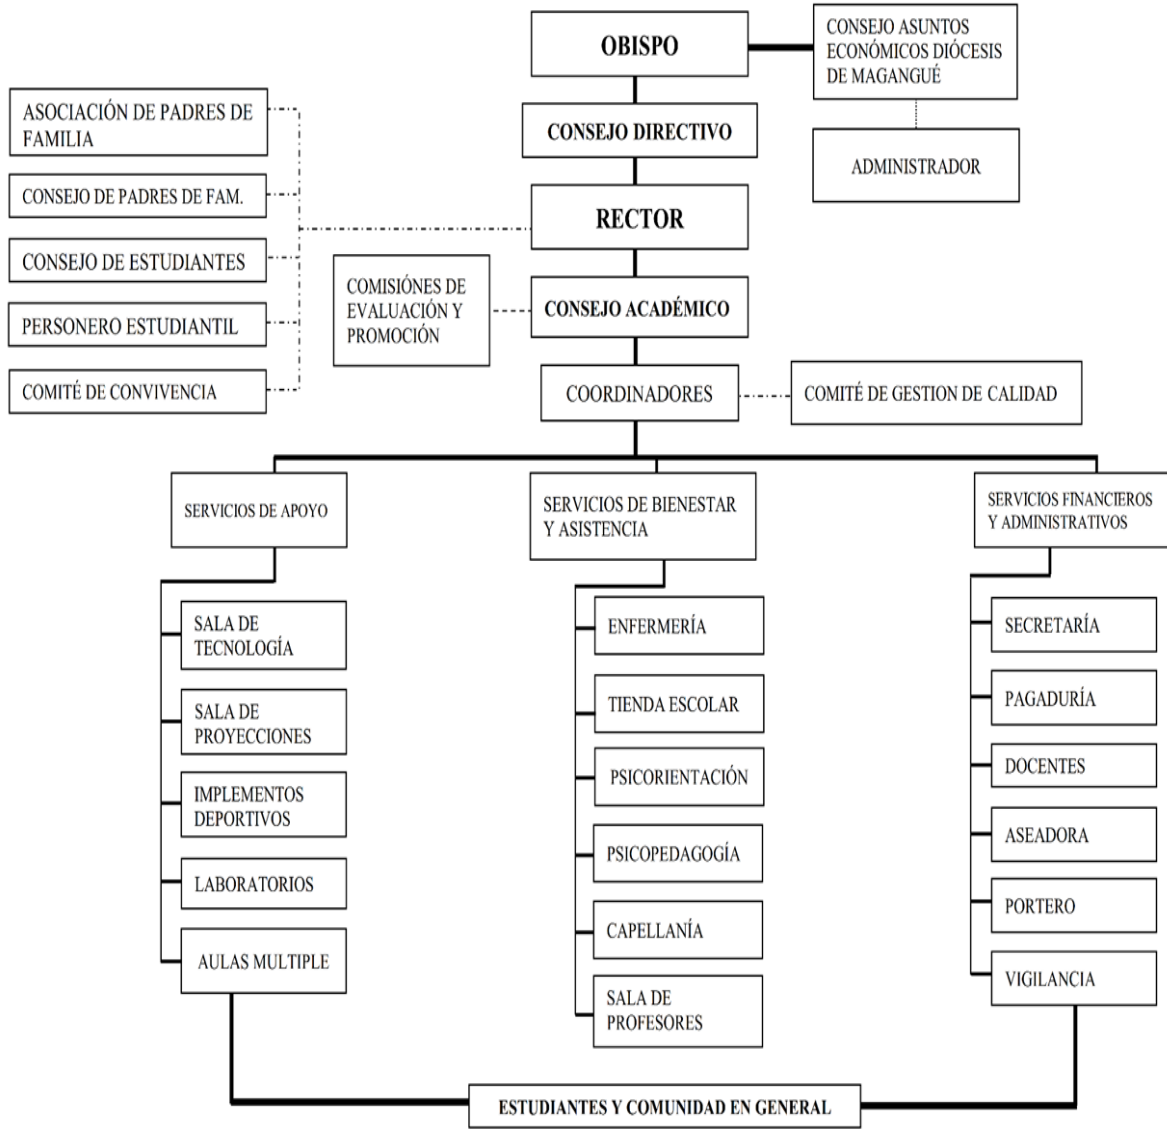 OBISPO
CONSEJO ASUNTOS
ECONÓMICOS DIÓCESIS
DE MAGANGUÉ
ASOCIACIÓN DE PADRES DE
FAMILIA
CONSEJO DIRECTIVO
ADMINISTRADOR
CONSEJO DE PADRES DE FAM.
RECTOR
CONSEJO DE ESTUDIANTES
COMISIÓNES DE
EVALUACIÓN Y
PROMOCIÓN
CONSEJO ACADÉMICO
PERSONERO ESTUDIANTIL
COMITÉ DE CONVIVENCIA
COORDINADORES
COMITÉ DE GESTION DE CALIDAD
SERVICIOS DE APOYO
SERVICIOS DE BIENESTAR
Y ASISTENCIA
SERVICIOS FINANCIEROS
Y ADMINISTRATIVOS
SALA DE
TECNOLOGÍA
SALA DE
PROYECCIONES
IMPLEMENTOS
DEPORTIVOS
LABORATORIOS
AULAS MULTIPLE
ENFERMERÍA
TIENDA ESCOLAR
PSICORIENTACIÓN
PSICOPEDAGOGÍA
CAPELLANÍA
SALA DE
PROFESORES
SECRETARÍA
PAGADURÍA
DOCENTES
ASEADORA
PORTERO
VIGILANCIA
ESTUDIANTES Y COMUNIDAD EN GENERAL